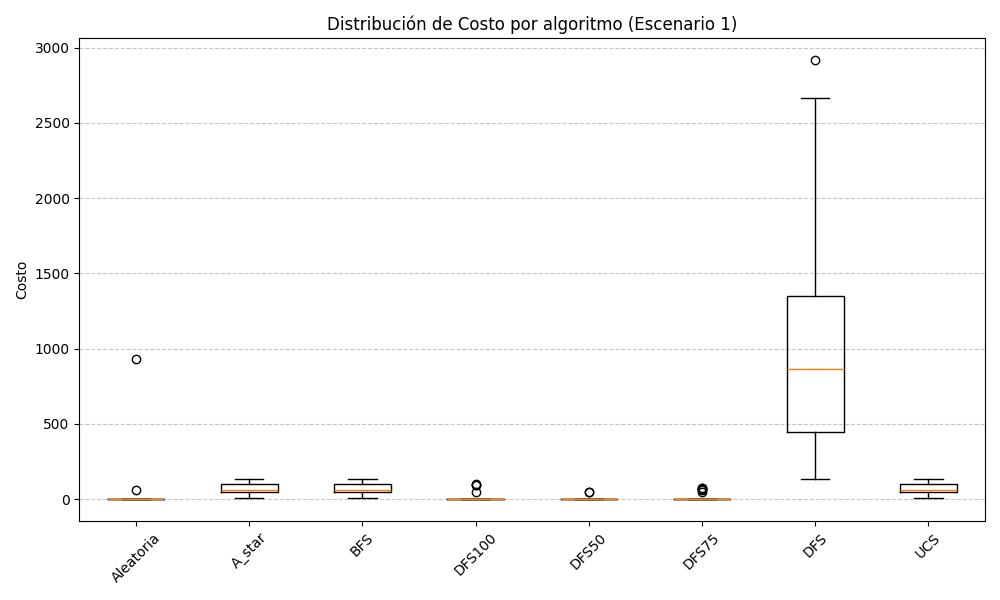 Distribución de Costo por algoritmo (Escenario 1)
Costo
3000
2500
2000
1500
1000
500
0
Aleatoria
A_star
BFS
DFS100
DFS50
DFS75
DFS
UCS